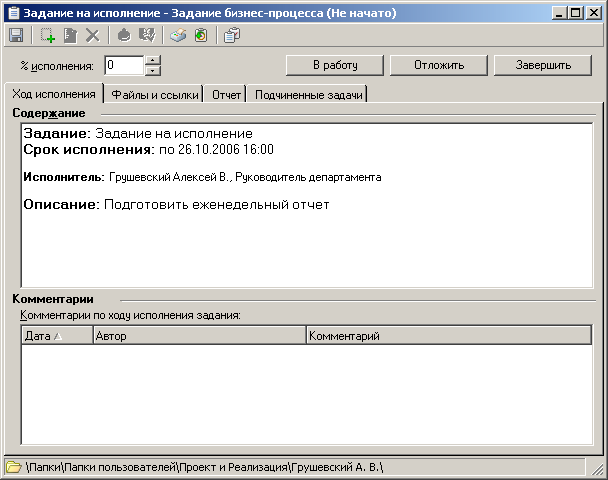 Задание на исполнение - Задание бизнес-процесса (Не начато)
% исполнения: 0 В работу Отложить Завершить
Ход исполнения Файлы и ссылки Отчет Подчиненные задачи
Содержание
Задание: Задание на исполнение
Срок исполнения: по 26.10.2006 16:00
Исполнитель: Грушевский Алексей В., Руководитель департамента
Описание: Подготовить еженедельный отчет
Комментарии
Комментарии по ходу исполнения задания:
Дата Автор Комментарий
\Папки\Папки пользователей\Проект и Реализация\Грушевский А. В.\